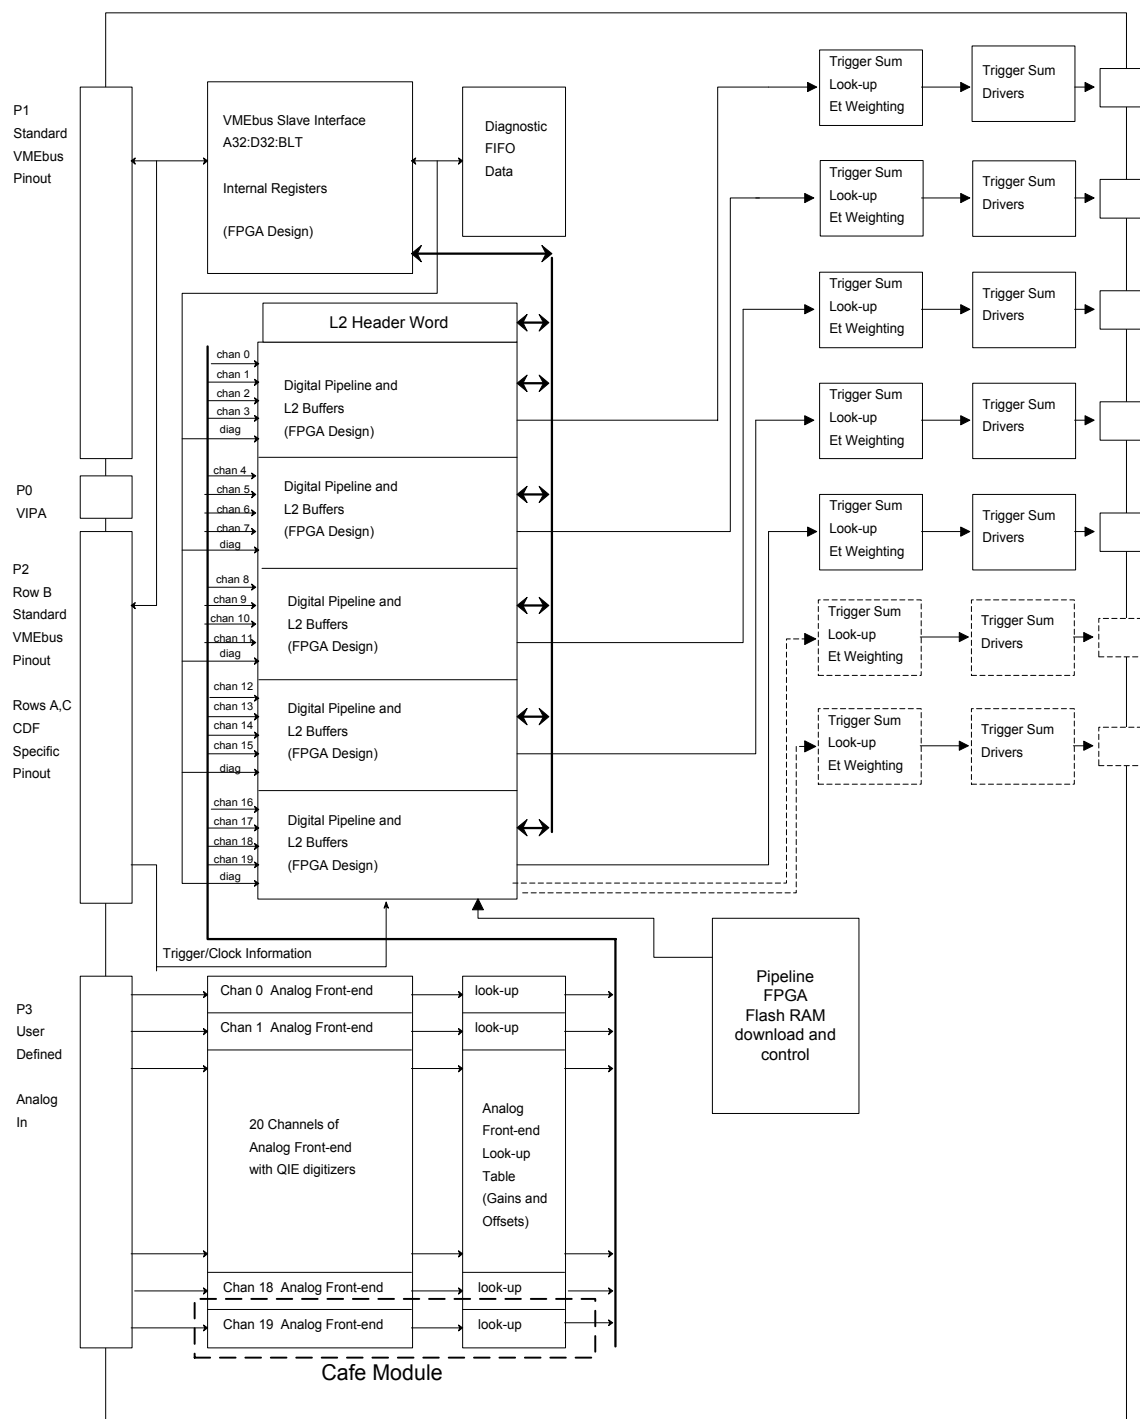 P1
Standard
VMEbus
Pinout
VMEbus Slave Interface
A32:D32:BLT
Internal Registers
(FPGA Design)
Diagnostic
FIFO
Data
Trigger Sum
Look-up
Et Weighting
Trigger Sum
Drivers
Trigger Sum
Look-up
Et Weighting
Trigger Sum
Drivers
Trigger Sum
Look-up
Et Weighting
Trigger Sum
Drivers
Trigger Sum
Look-up
Et Weighting
Trigger Sum
Drivers
Trigger Sum
Look-up
Et Weighting
Trigger Sum
Drivers
Trigger Sum
Look-up
Et Weighting
Trigger Sum
Drivers
Trigger Sum
Look-up
Et Weighting
Trigger Sum
Drivers
L2 Header Word
chan 0
chan 1
chan 2
chan 3
diag
Digital Pipeline and
L2 Buffers
(FPGA Design)
P0
VIPA
chan 4
chan 5
chan 6
chan 7
diag
Digital Pipeline and
L2 Buffers
(FPGA Design)
P2
Row B
Standard
VMEbus
Pinout
Rows A,C
CDF
Specific
Pinout
chan 8
chan 9
chan 10
chan 11
diag
Digital Pipeline and
L2 Buffers
(FPGA Design)
chan 12
chan 13
chan 14
chan 15
diag
Digital Pipeline and
L2 Buffers
(FPGA Design)
chan 16
chan 17
chan 18
chan 19
diag
Digital Pipeline and
L2 Buffers
(FPGA Design)
Trigger/Clock Information
Pipeline
FPGA
Flash RAM
download and
control
P3
User
Defined
Analog
In
Chan 0 Analog Front-end
look-up
Chan 1 Analog Front-end
look-up
20 Channels of
Analog Front-end
with QIE digitizers
Analog
Front-end
Look-up
Table
(Gains and
Offsets)
Chan 18 Analog Front-end
look-up
Chan 19 Analog Front-end
look-up
Cafe Module